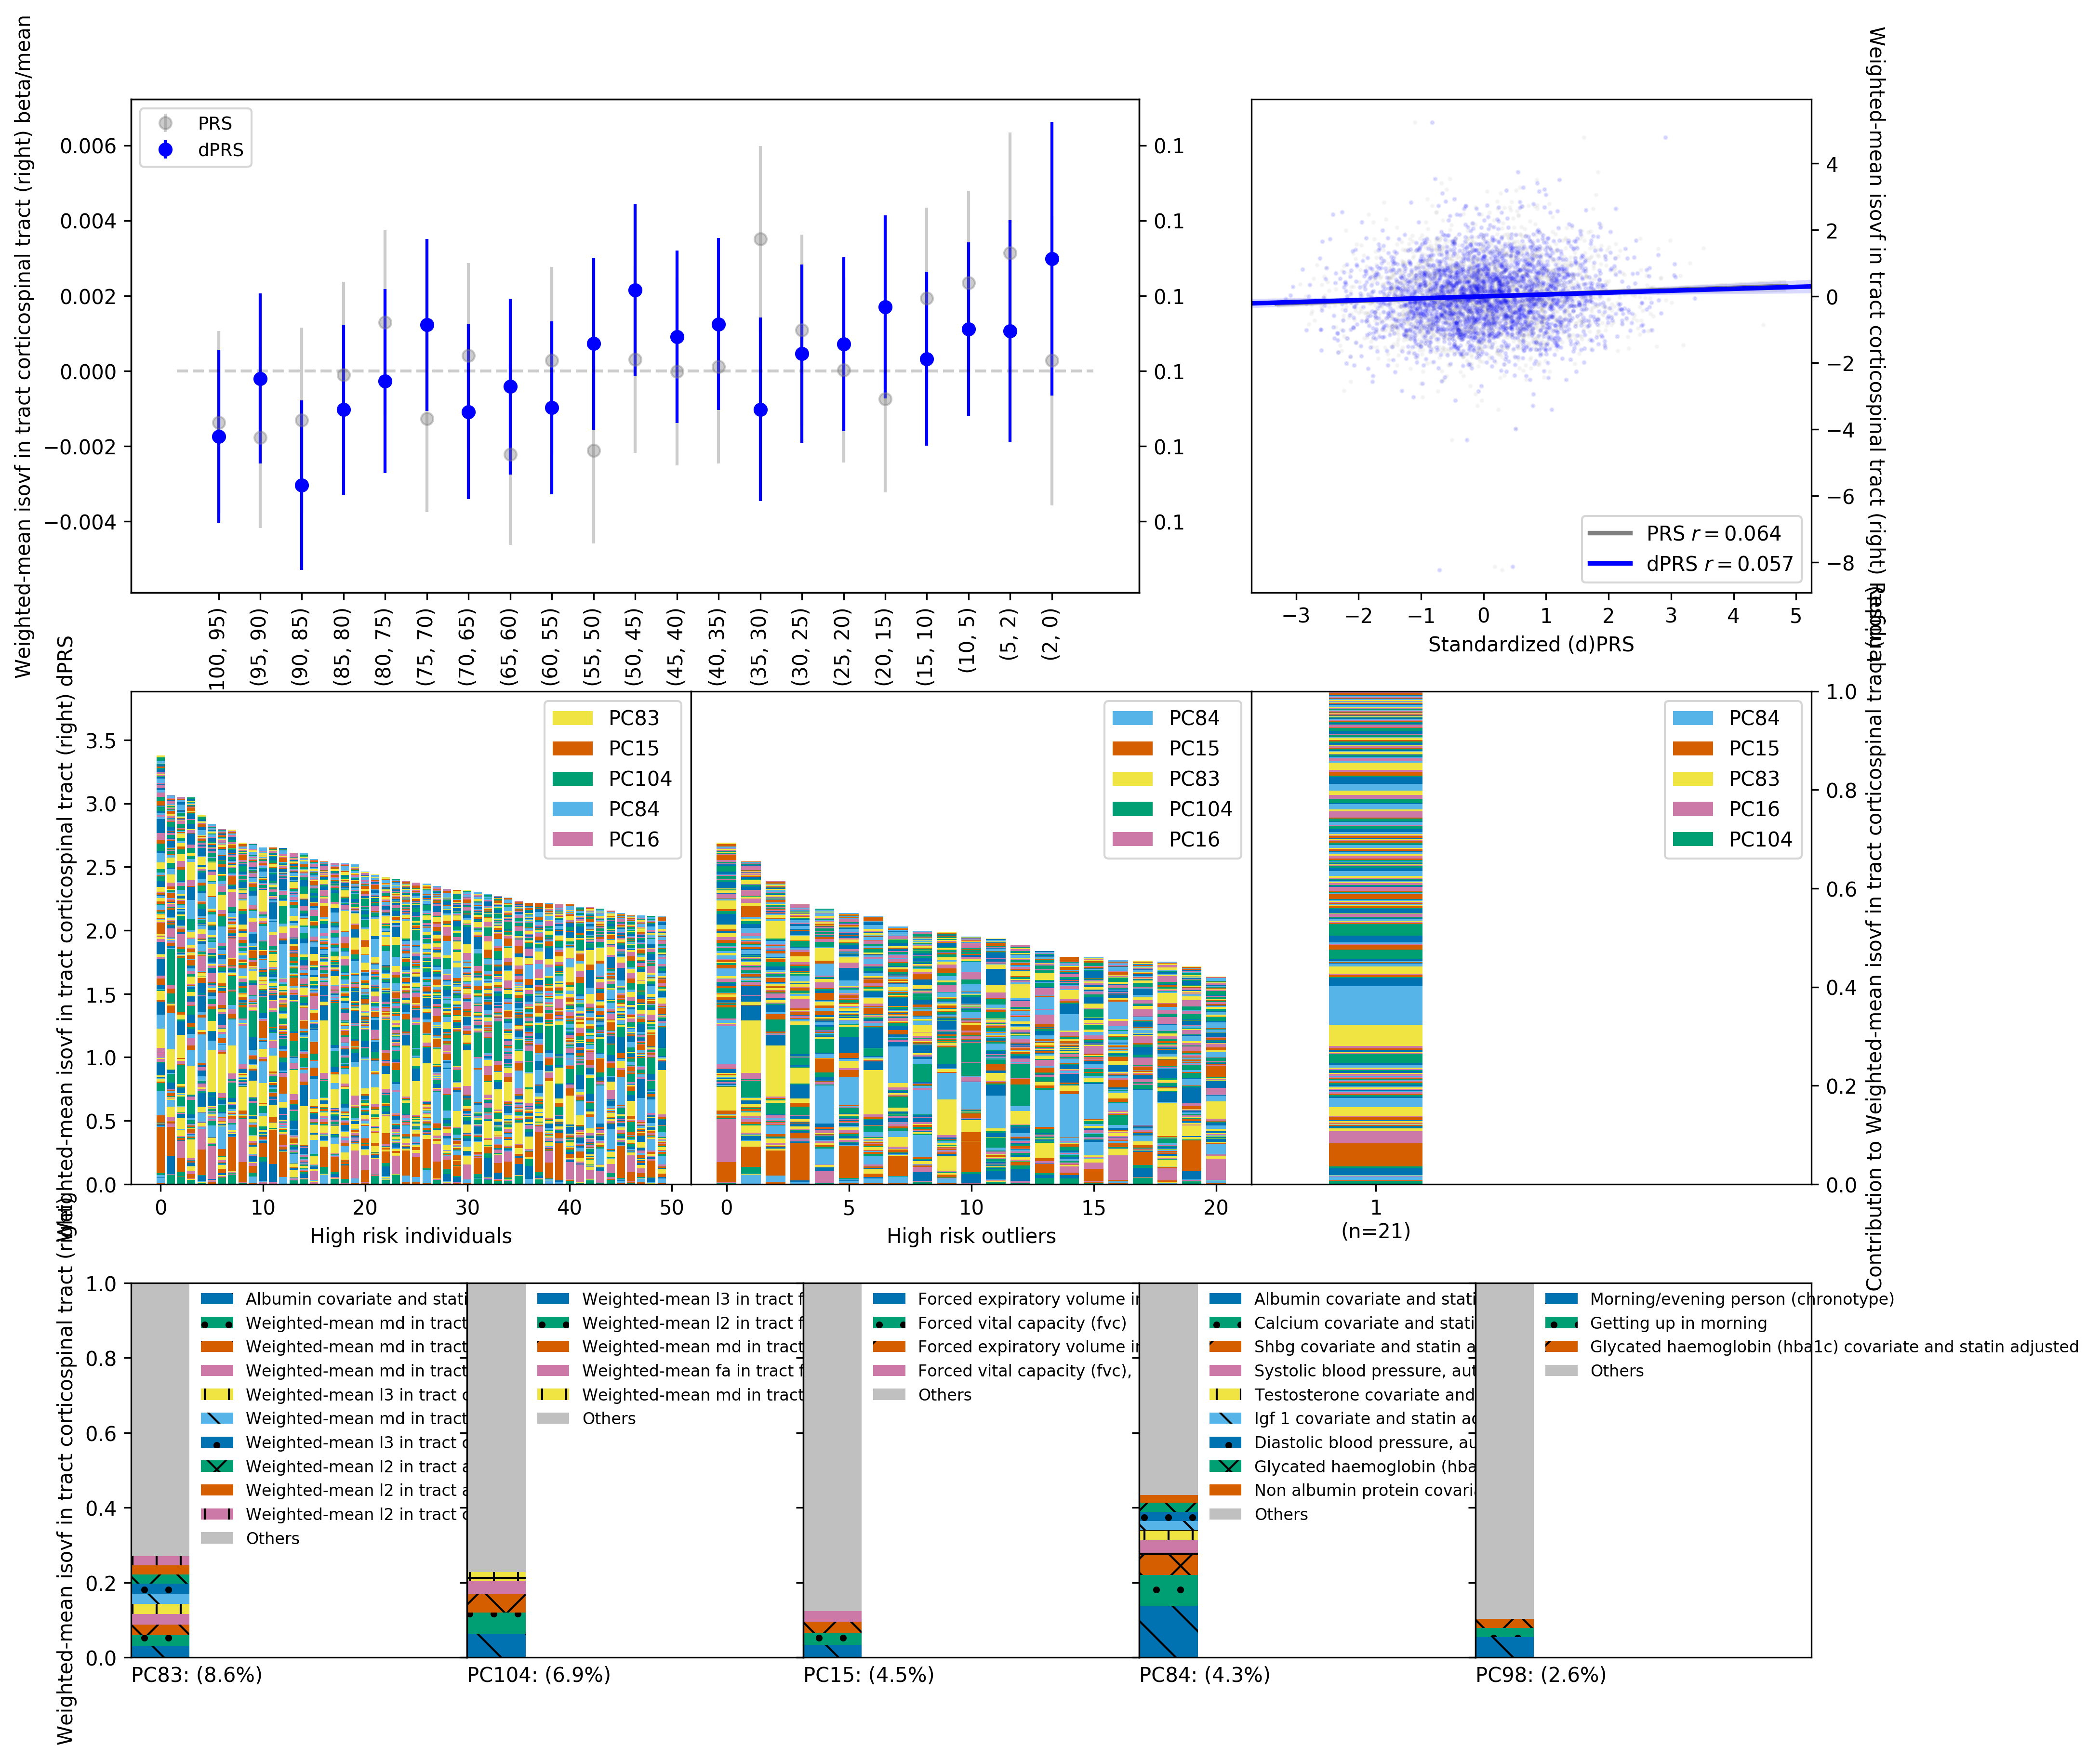 Weighted-mean isovf in tract corticospinal tract (right) beta/mean
PRS
dPRS
0.006
0.004
0.002
0.000
−0.002
−0.004
0.1
0.1
0.1
0.1
0.1
0.1
100, 95)
(95, 90)
(90, 85)
(85, 80)
(80, 75)
(75, 70)
(70, 65)
(65, 60)
(60, 55)
(55, 50)
(50, 45)
(45, 40)
(40, 35)
(35, 30)
(30, 25)
(25, 20)
(20, 15)
(15, 10)
(10, 5)
(5, 2)
(2, 0)
4
2
0
−2
−4
−6
−8
PRS r = 0.064
dPRS r = 0.057
−3
−2
−1
0
1
2
3
4
5
Standardized (d)PRS
Weighted-mean isovf in tract corticospinal tract (right) Residual
Weighted-mean isovf in tract corticospinal tract (right) dPRS
3.5
3.0
2.5
2.0
1.5
1.0
0.5
0.0
PC83
PC15
PC104
PC84
PC16
0
10
20
30
40
50
High risk individuals
PC84
PC15
PC83
PC104
PC16
0
5
10
15
20
High risk outliers
PC84
PC15
PC83
PC16
PC104
1
(n=21)
1.0
0.8
0.6
0.4
0.2
0.0
Contribution to Weighted-mean isovf in tract corticospinal tract (right)
Weighted-mean isovf in tract corticospinal tract (right)
1.0
0.8
0.6
0.4
0.2
0.0
Albumin covariate and stati
Weighted-mean md in tract
Weighted-mean md in tract
Weighted-mean md in tract
Weighted-mean l3 in tract
Weighted-mean md in tract
Weighted-mean l3 in tract
Weighted-mean l2 in tract
Weighted-mean l2 in tract
Weighted-mean l2 in tract
Others
PC83: (8.6%)
Weighted-mean l3 in tract f
Weighted-mean l2 in tract f
Weighted-mean md in tract
Weighted-mean fa in tract f
Weighted-mean md in tract
Others
PC104: (6.9%)
Forced expiratory volume in
Forced vital capacity (fvc)
Forced expiratory volume in
Forced vital capacity (fvc),
Others
PC15: (4.5%)
Albumin covariate and stati
Calcium covariate and stati
Shbg covariate and statin a
Systolic blood pressure, aut
Testosterone covariate and
Igf 1 covariate and statin ad
Diastolic blood pressure, au
Glycated haemoglobin (hba
Non albumin protein covari
Others
PC84: (4.3%)
Morning/evening person (chronotype)
Getting up in morning
Glycated haemoglobin (hba1c) covariate and statin adjusted
Others
PC98: (2.6%)